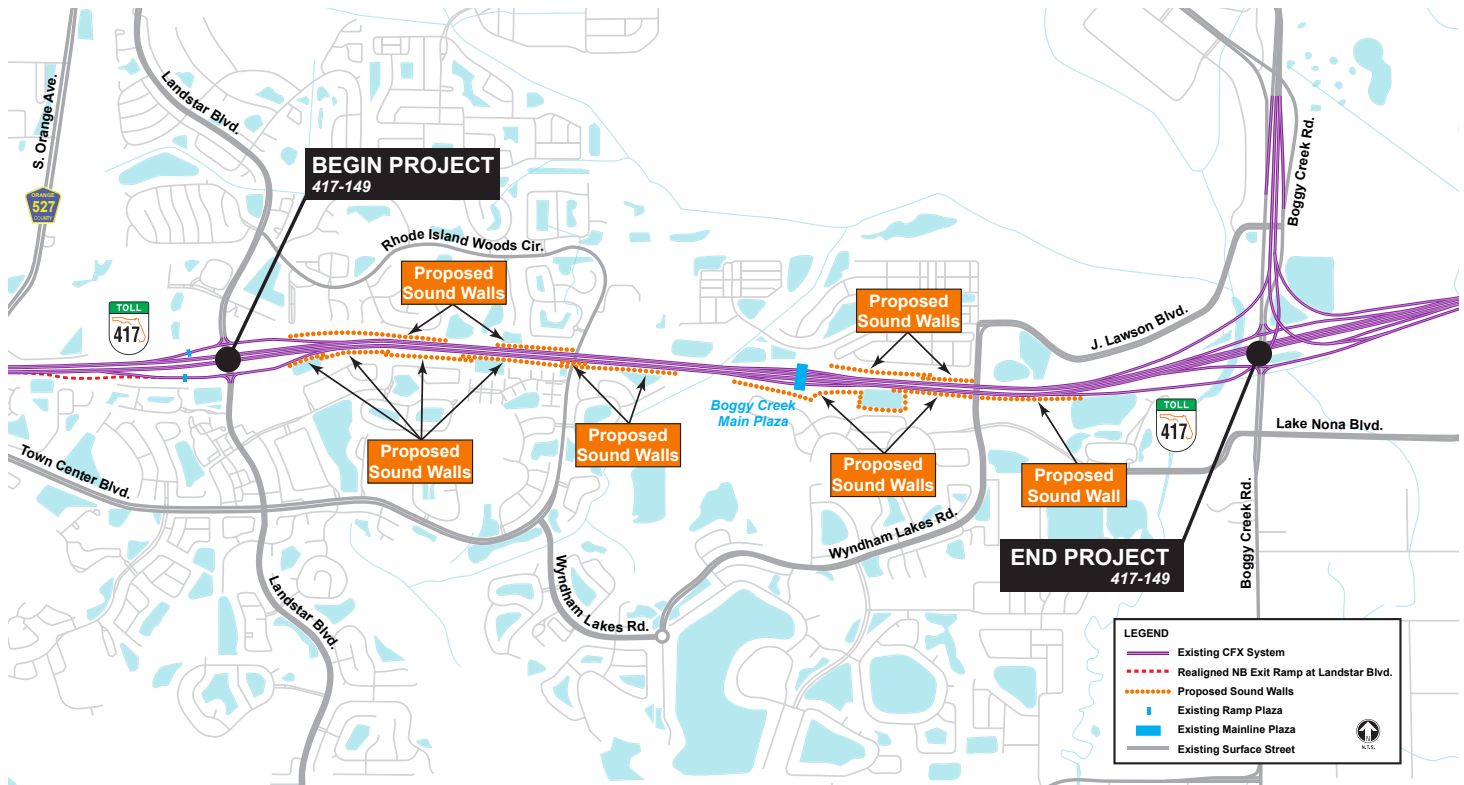 S. Orange Ave.
ORANGE
527
COUNTY
Landstar Blvd.
BEGIN PROJECT
417-149
Rhode Island Woods Cir.
TOLL
417
Proposed
Sound Walls
Proposed
Sound Walls
Proposed
Sound Walls
Boggy Creek
Main Plaza
Proposed
Sound Walls
Proposed
Sound Walls
Proposed
Sound Wall
J. Lawson Blvd.
Boggy Creek Rd.
TOLL
417
Lake Nona Blvd.
Town Center Blvd.
Landstar Blvd.
Wyndham Lakes Rd.
Wyndham Lakes Rd.
Boggy Creek Rd.
END PROJECT
417-149
LEGEND
Existing CFX System
Realigned NB Exit Ramp at Landstar Blvd.
Proposed Sound Walls
Existing Ramp Plaza
Existing Mainline Plaza
Existing Surface Street
N
N.T.S.